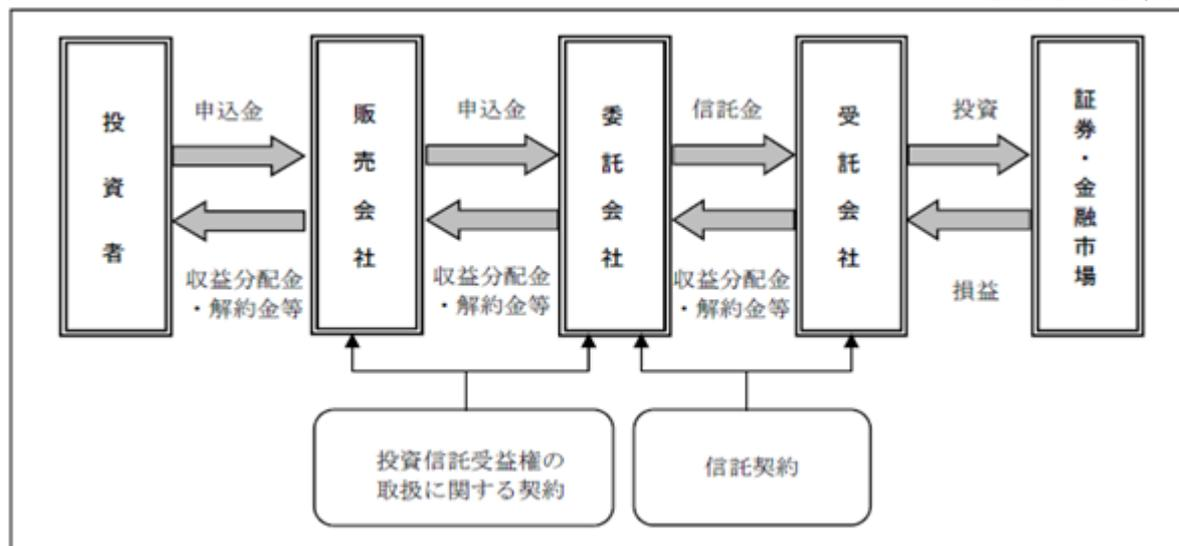 投資者
申込金
収益分配金
・解約金等
販売会社
申込金
収益分配金
・解約金等
委託会社
信託金
収益分配金
・解約金等
受託会社
投資
損益
証券・金融市場
投資信託受益権の
取扱に関する契約
信託契約